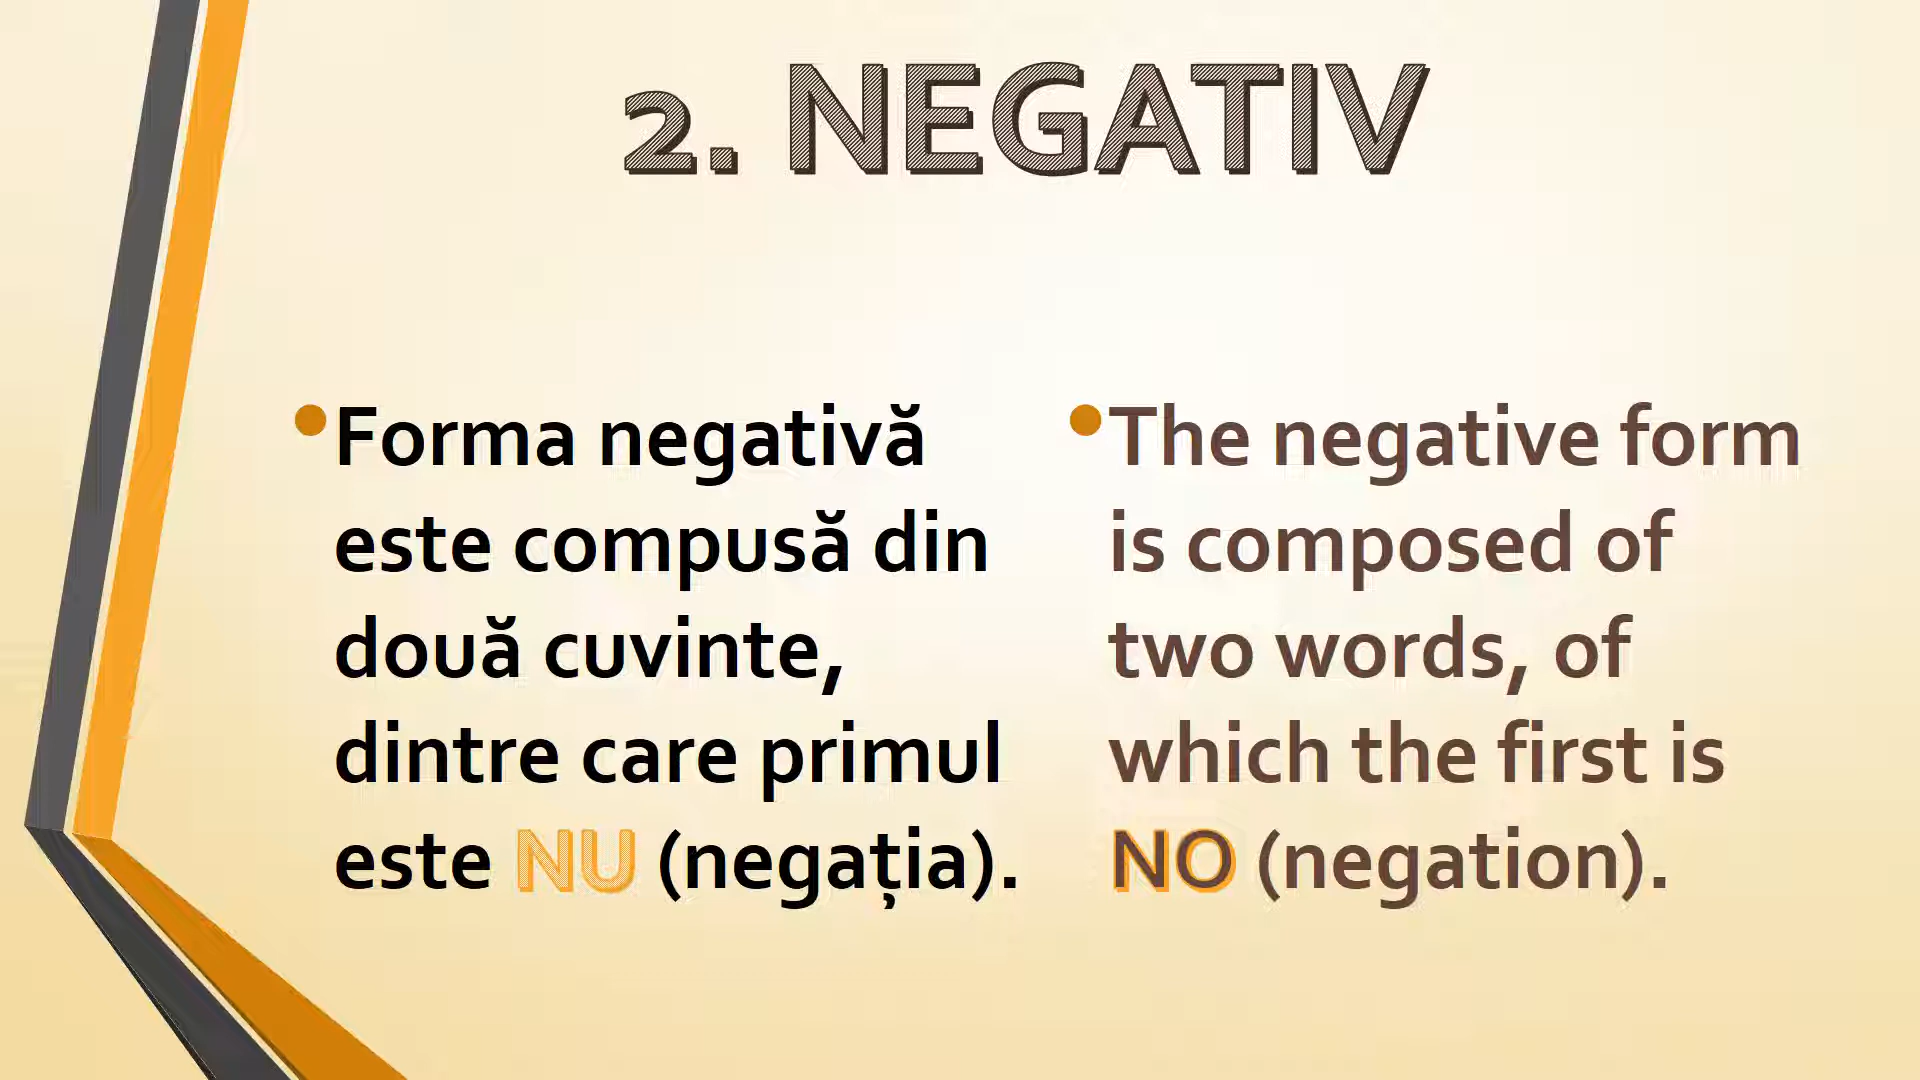 2. NEGATIV
Forma negativă
este compusă din
două cuvinte,
dintre care primul
este NU (negația).
The negative form
is composed of
two words, of
which the first is
NO (negation).